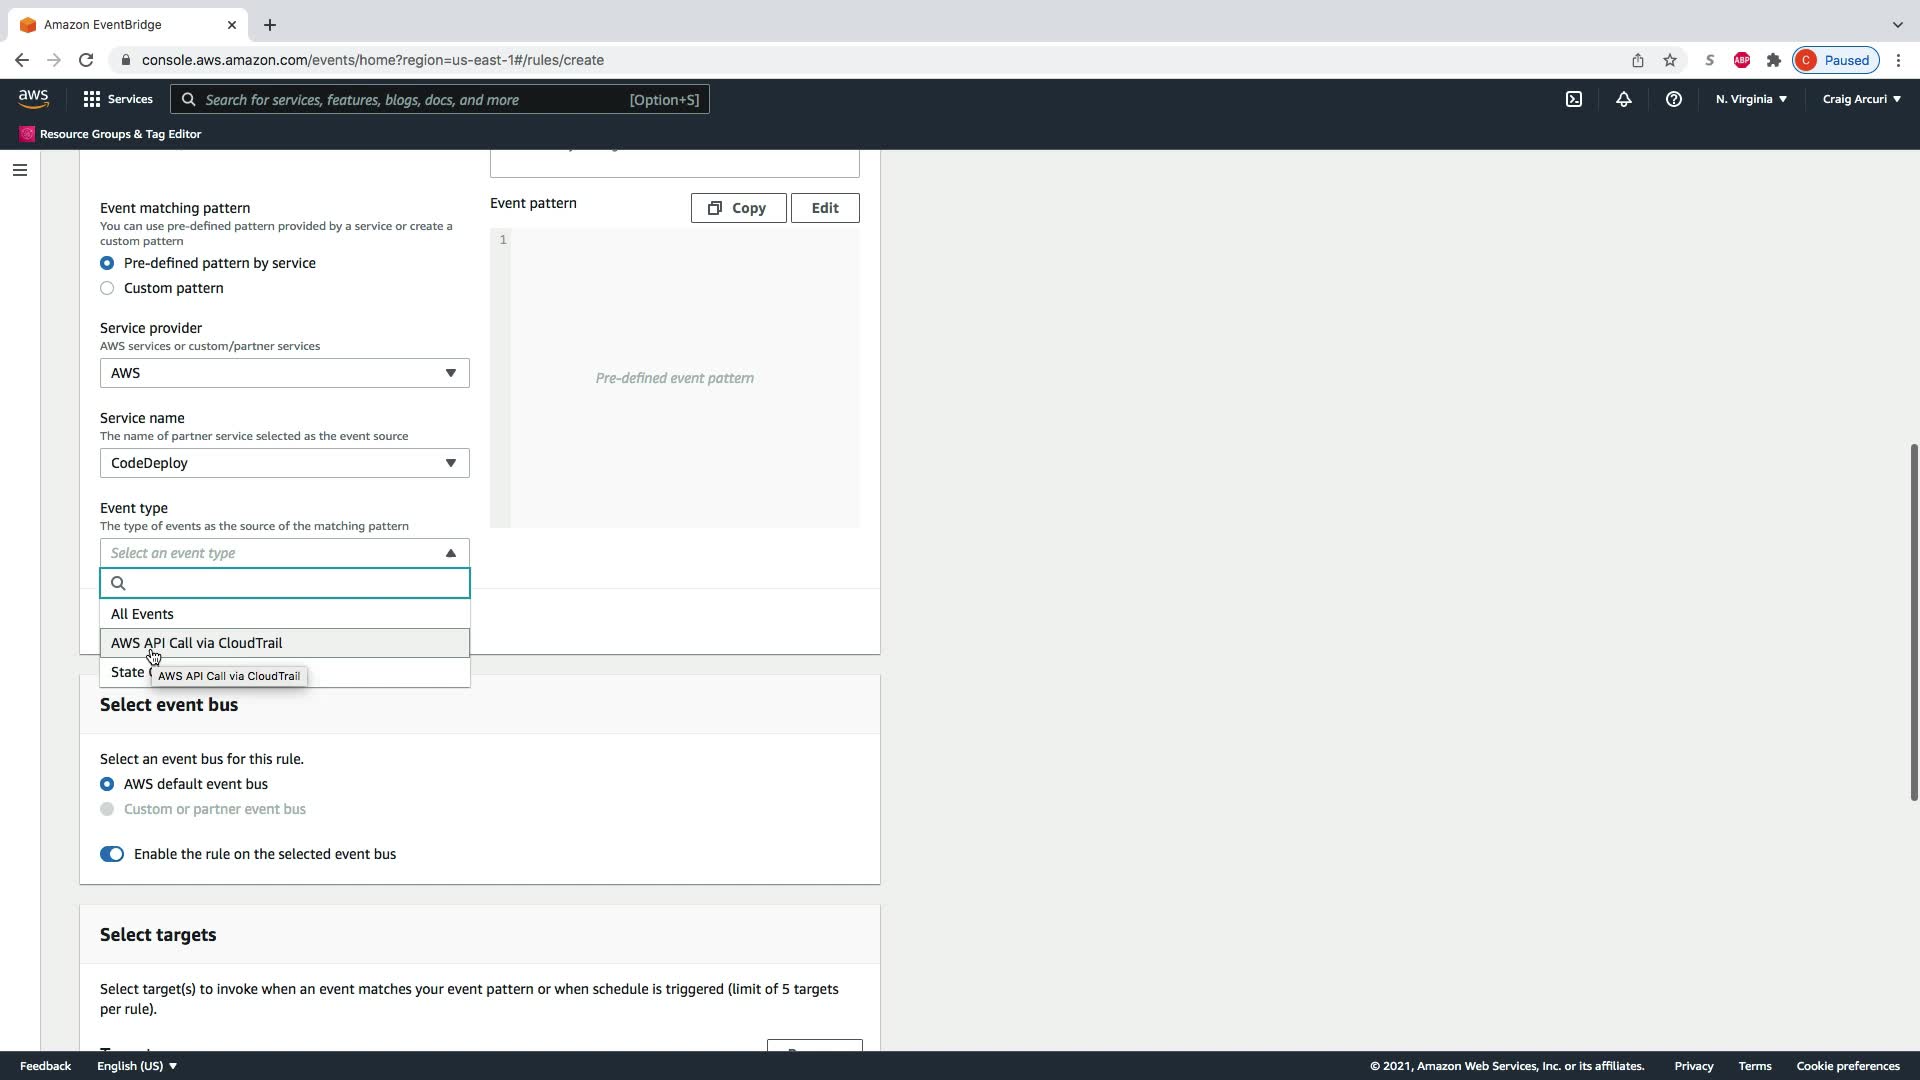 Amazon EventBridge
console.aws.amazon.com/events/home?region=us-east-1#/rules/create
S
ABP
C Paused
aws
Services
Search for services, features, blogs, docs, and more
[Option+S]
N. Virginia
Craig Arcuri
Resource Groups & Tag Editor
Event matching pattern
You can use pre-defined pattern provided by a service or create a
custom pattern
Pre-defined pattern by service
Custom pattern
Service provider
AWS services or custom/partner services
AWS
Service name
The name of partner service selected as the event source
CodeDeploy
Event type
The type of events as the source of the matching pattern
Select an event type
All Events
AWS API Call via CloudTrail
State
AWS API Call via CloudTrail
Event pattern
Copy
Edit
1
Pre-defined event pattern
Select event bus
Select an event bus for this rule.
AWS default event bus
Custom or partner event bus
Enable the rule on the selected event bus
Select targets
Select target(s) to invoke when an event matches your event pattern or when schedule is triggered (limit of 5 targets
per rule).
Feedback
English (US)
© 2021, Amazon Web Services, Inc. or its affiliates.
Privacy
Terms
Cookie preferences